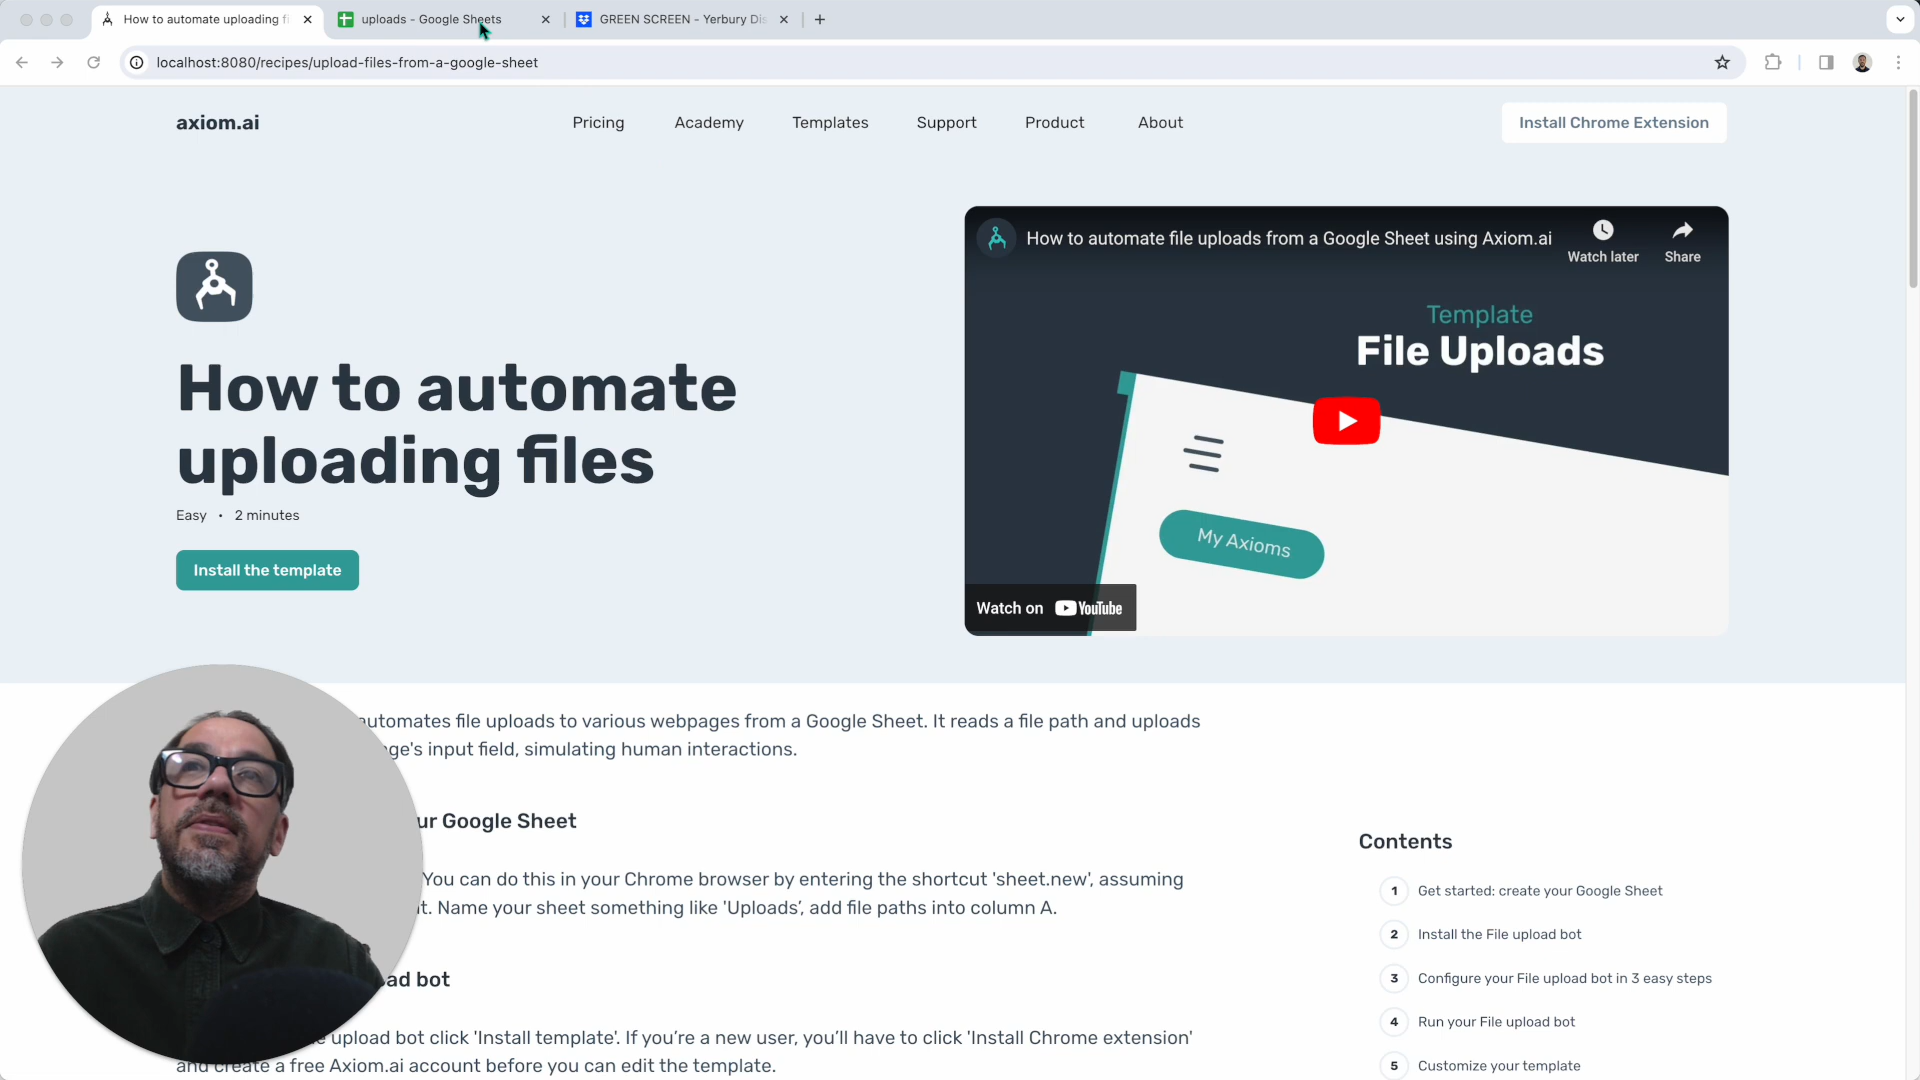 How to automate uploading fi
uploads - Google Sheets
GREEN SCREEN - Yerbury Dis
localhost:8080/recipes/upload-files-from-a-google-sheet
axiom.ai
Pricing
Academy
Templates
Support
Product
About
Install Chrome Extension
How to automate file uploads from a Google Sheet using Axiom.ai
Watch later
Share
Template
File Uploads
My Axioms
Watch on YouTube
How to automate
uploading files
Easy • 2 minutes
Install the template
automates file uploads to various webpages from a Google Sheet. It reads a file path and uploads
age's input field, simulating human interactions.
ur Google Sheet
You can do this in your Chrome browser by entering the shortcut 'sheet.new', assuming
t. Name your sheet something like 'Uploads’, add file paths into column A.
ad bot
upload bot click 'Install template'. If you’re a new user, you’ll have to click 'Install Chrome extension'
and create a free Axiom.ai account before you can edit the template.
Contents
1 Get started: create your Google Sheet
2 Install the File upload bot
3 Configure your File upload bot in 3 easy steps
4 Run your File upload bot
5 Customize your template